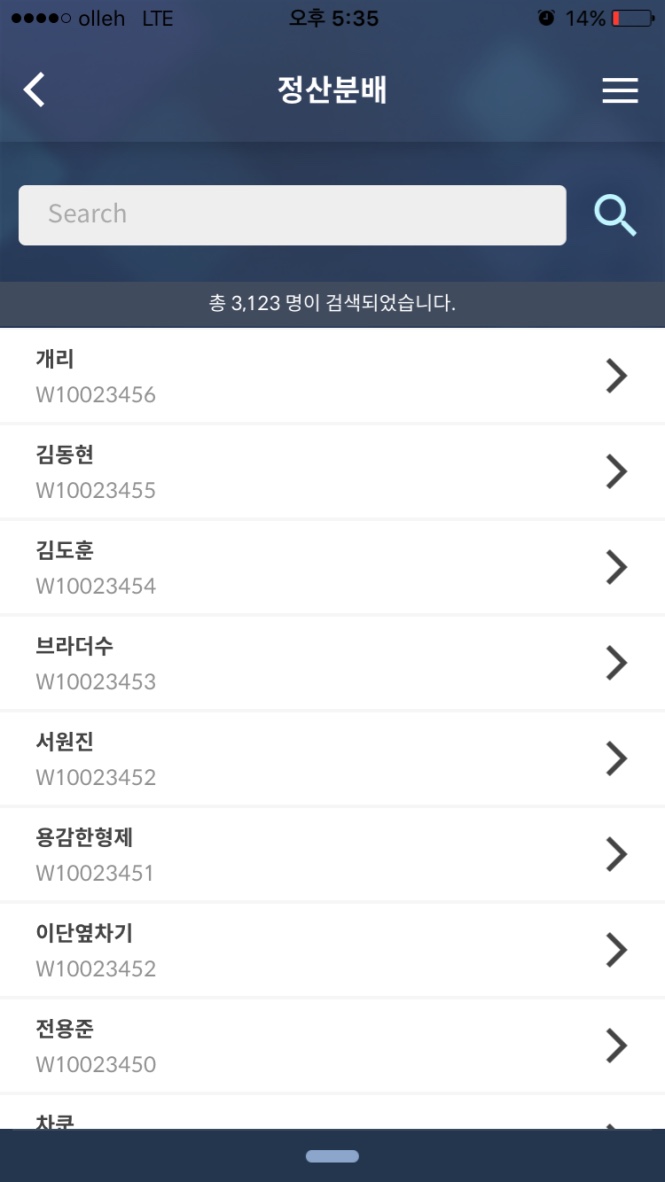 olleh LTE 오후 5:35 14%
정산분배
Search
총 3,123 명이 검색되었습니다.
개리
W10023456
김동현
W10023455
김도훈
W10023454
브라더수
W10023453
서원진
W10023452
용감한형제
W10023451
이단옆차기
W10023452
전용준
W10023450